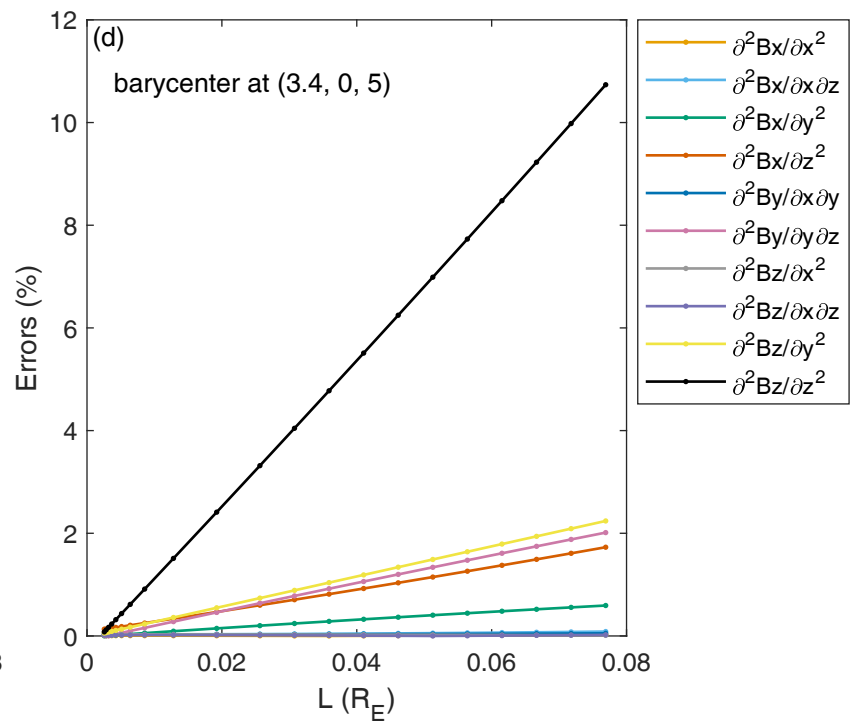 (d)
barycenter at (3.4, 0, 5)
12
10
8
6
4
2
0
Errors (%)
0
0.02
0.04
0.06
0.08
L (R_E)
∂²Bx/∂x²
∂²Bx/∂x∂z
∂²Bx/∂y²
∂²Bx/∂z²
∂²By/∂x∂y
∂²By/∂y∂z
∂²Bz/∂x²
∂²Bz/∂x∂z
∂²Bz/∂y²
∂²Bz/∂z²